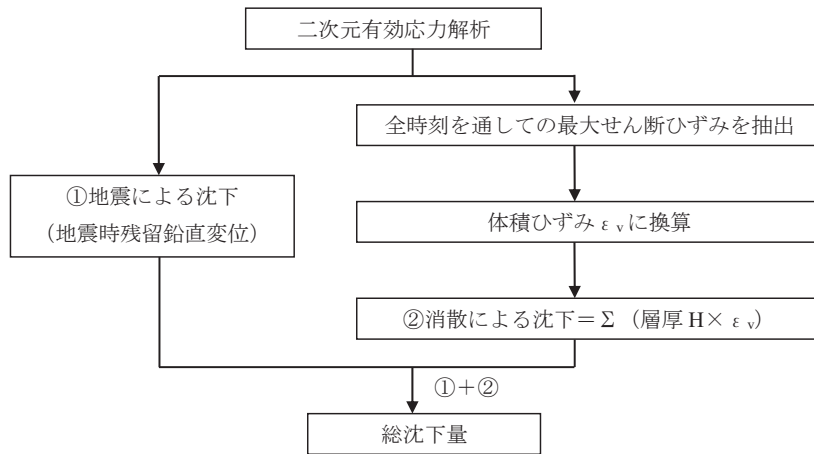 二次元有効応力解析
全時刻を通しての最大せん断ひずみを抽出
①地震による沈下
（地震時残留鉛直変位）
体積ひずみ εvに換算
②消散による沈下＝Σ（層厚 H× εv）
①＋②
総沈下量